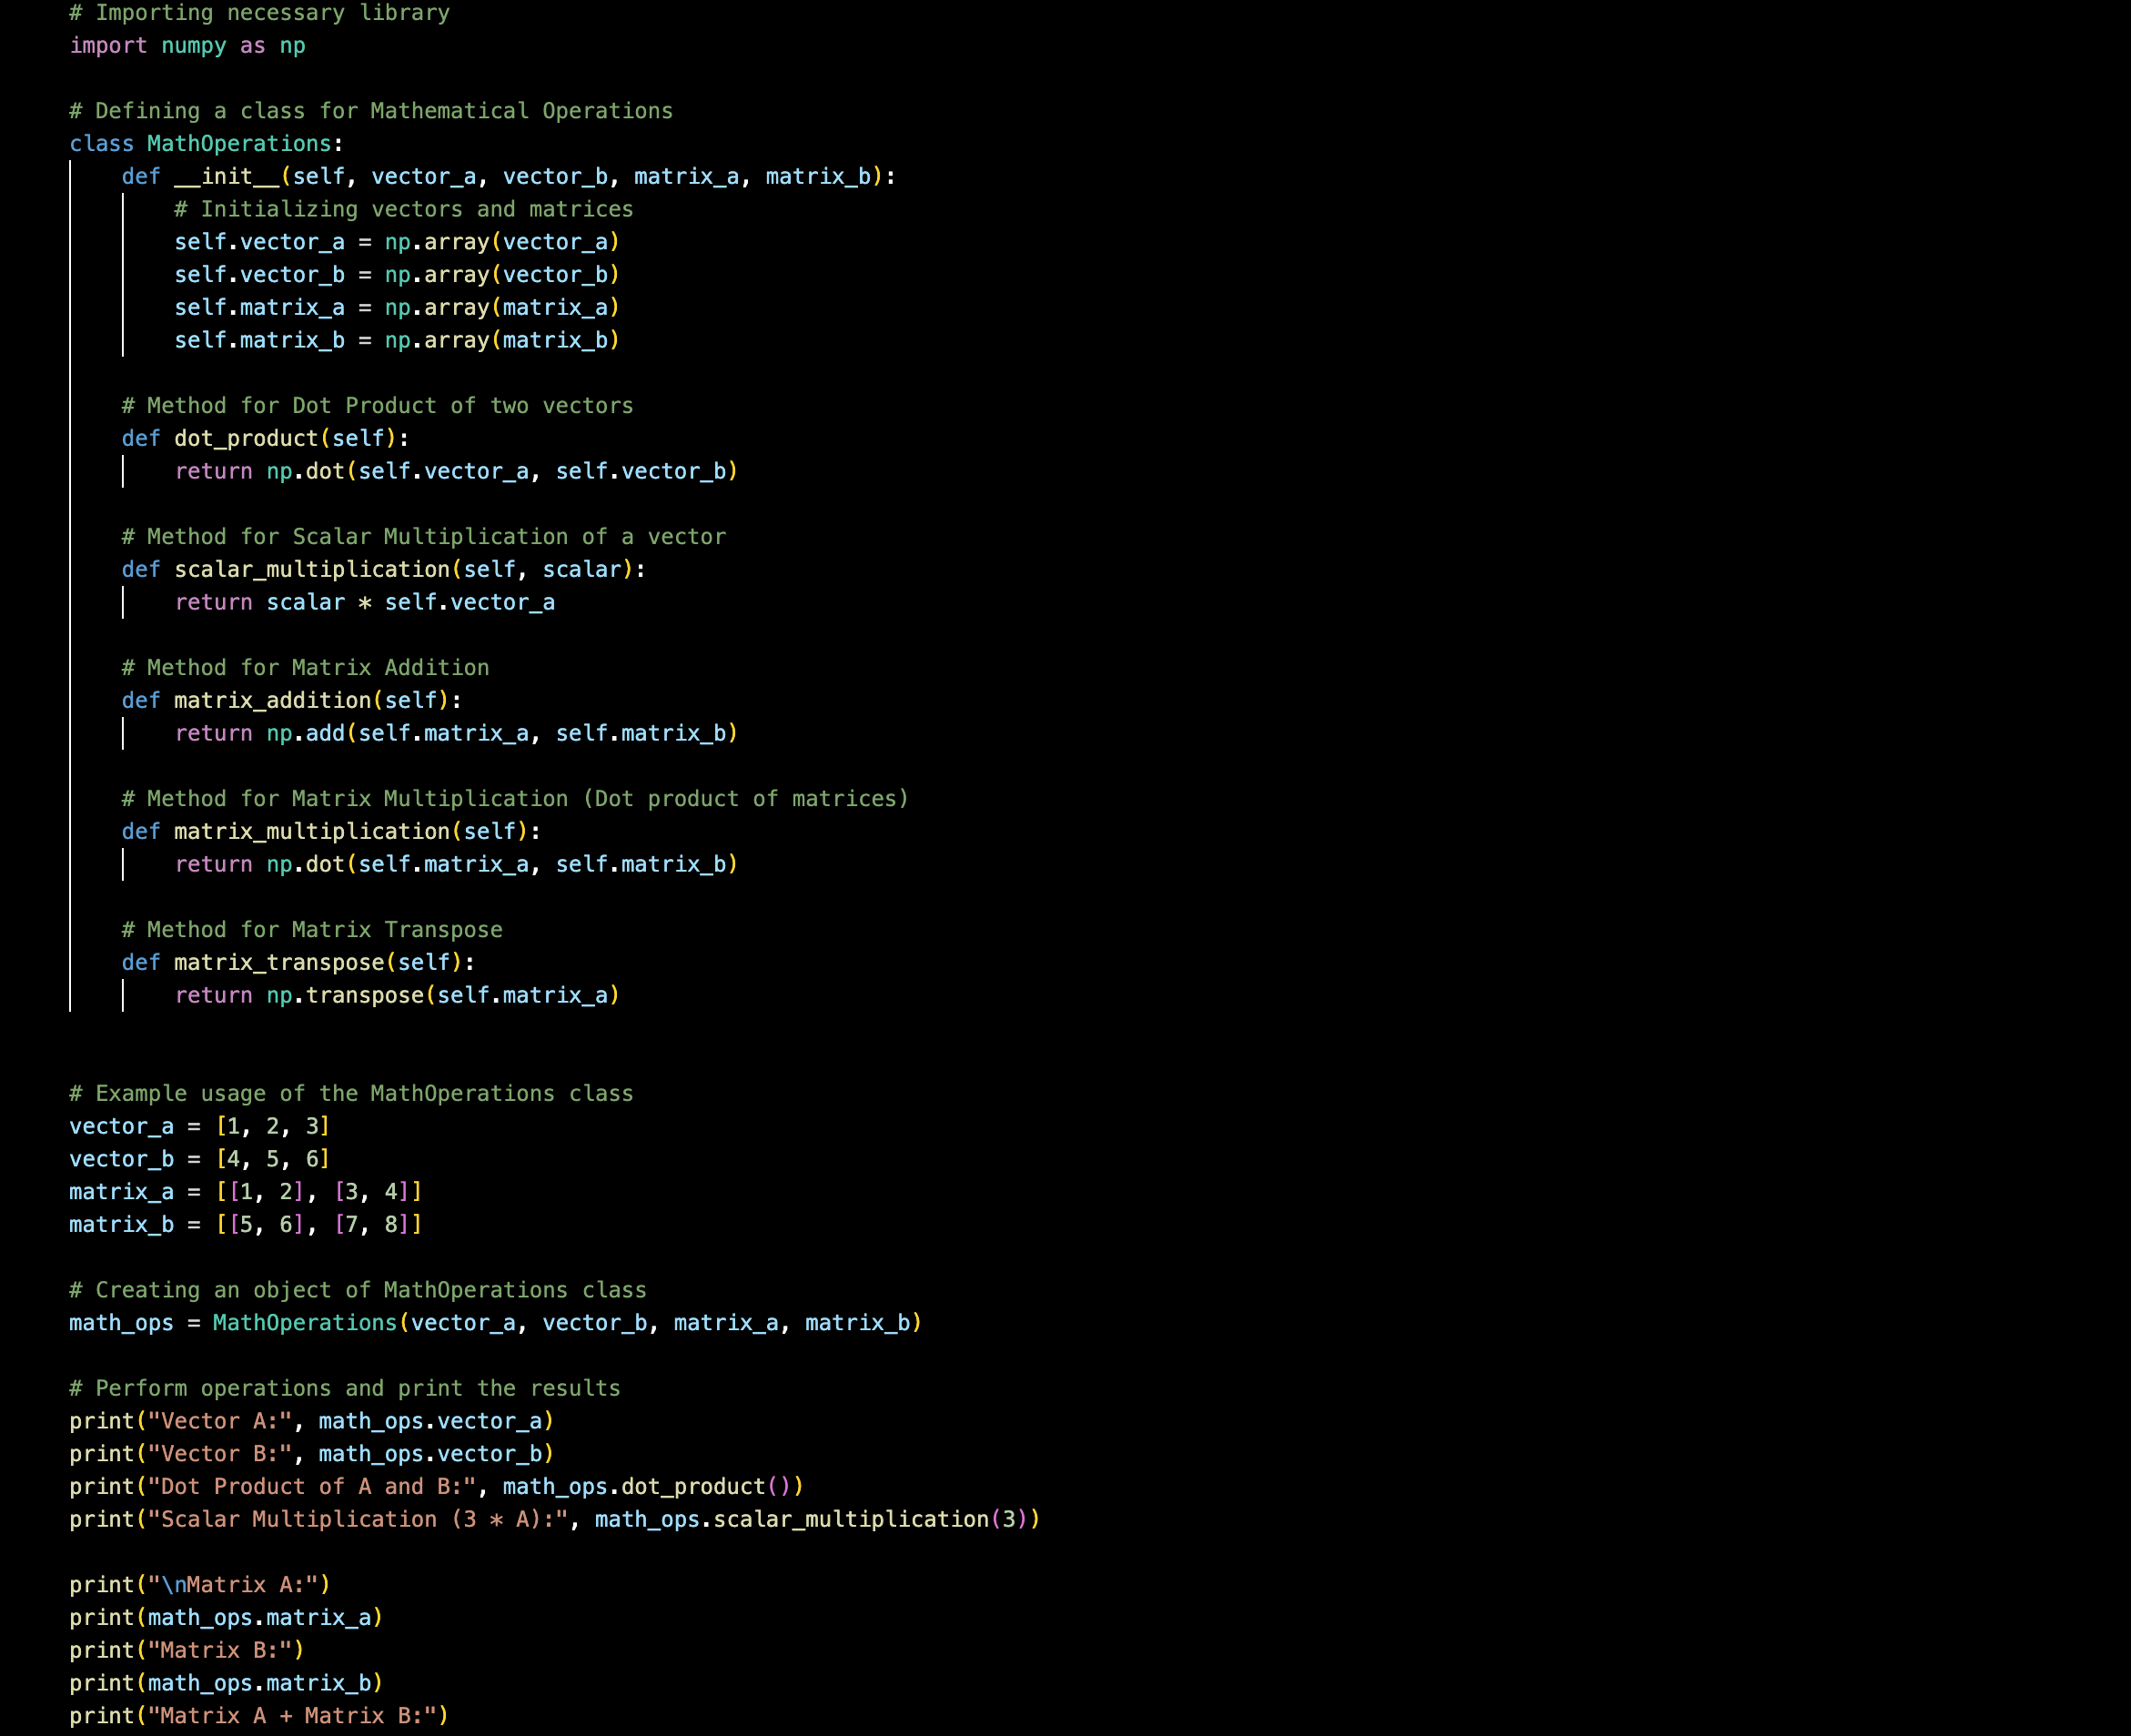 # Importing necessary library
import numpy as np

# Defining a class for Mathematical Operations
class MathOperations:
    def __init__(self, vector_a, vector_b, matrix_a, matrix_b):
        # Initializing vectors and matrices
        self.vector_a = np.array(vector_a)
        self.vector_b = np.array(vector_b)
        self.matrix_a = np.array(matrix_a)
        self.matrix_b = np.array(matrix_b)

    # Method for Dot Product of two vectors
    def dot_product(self):
        return np.dot(self.vector_a, self.vector_b)

    # Method for Scalar Multiplication of a vector
    def scalar_multiplication(self, scalar):
        return scalar * self.vector_a

    # Method for Matrix Addition
    def matrix_addition(self):
        return np.add(self.matrix_a, self.matrix_b)

    # Method for Matrix Multiplication (Dot product of matrices)
    def matrix_multiplication(self):
        return np.dot(self.matrix_a, self.matrix_b)

    # Method for Matrix Transpose
    def matrix_transpose(self):
        return np.transpose(self.matrix_a)


# Example usage of the MathOperations class
vector_a = [1, 2, 3]
vector_b = [4, 5, 6]
matrix_a = [[1, 2], [3, 4]]
matrix_b = [[5, 6], [7, 8]]

# Creating an object of MathOperations class
math_ops = MathOperations(vector_a, vector_b, matrix_a, matrix_b)

# Perform operations and print the results
print("Vector A:", math_ops.vector_a)
print("Vector B:", math_ops.vector_b)
print("Dot Product of A and B:", math_ops.dot_product())
print("Scalar Multiplication (3 * A):", math_ops.scalar_multiplication(3))

print("\nMatrix A:")
print(math_ops.matrix_a)
print("Matrix B:")
print(math_ops.matrix_b)
print("Matrix A + Matrix B:")